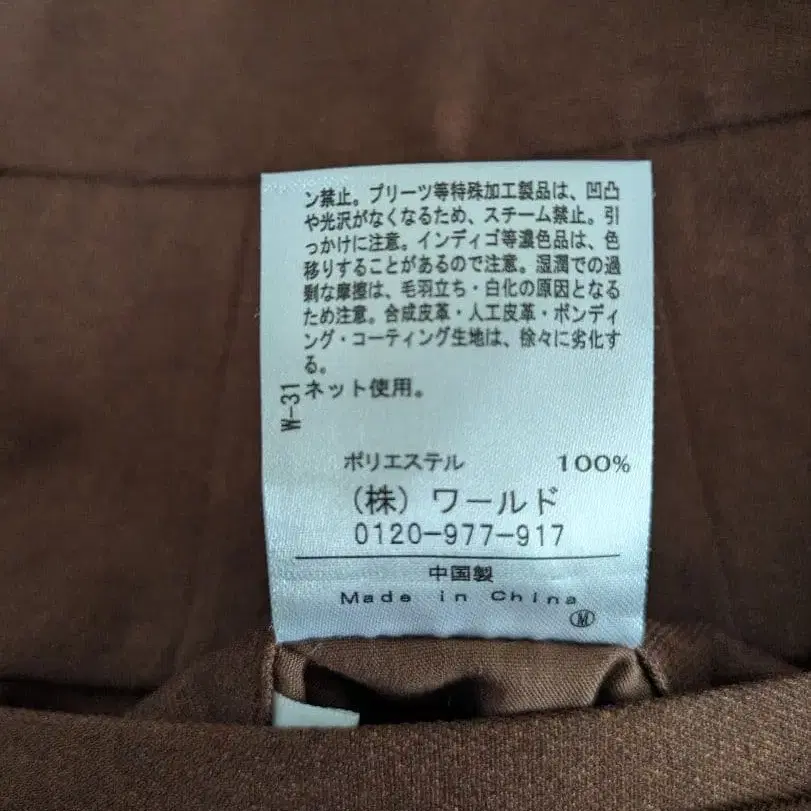 ン禁止。プリーツ等特殊加工製品は、凹凸
や光沢がなくなるため、スチーム禁止。引
っかけに注意。インディゴ等濃色品は、色
移りすることがあるので注意。湿潤での過
剰な摩擦は、毛羽立ち・白化の原因となる
ため注意。合成皮革・人工皮革・ボンディ
ング・コーティング生地は、徐々に劣化す
る。
ネット使用。
W-31
ポリエステル 100%
(株) ワールド
0120-977-917
中国製
Made in China
M